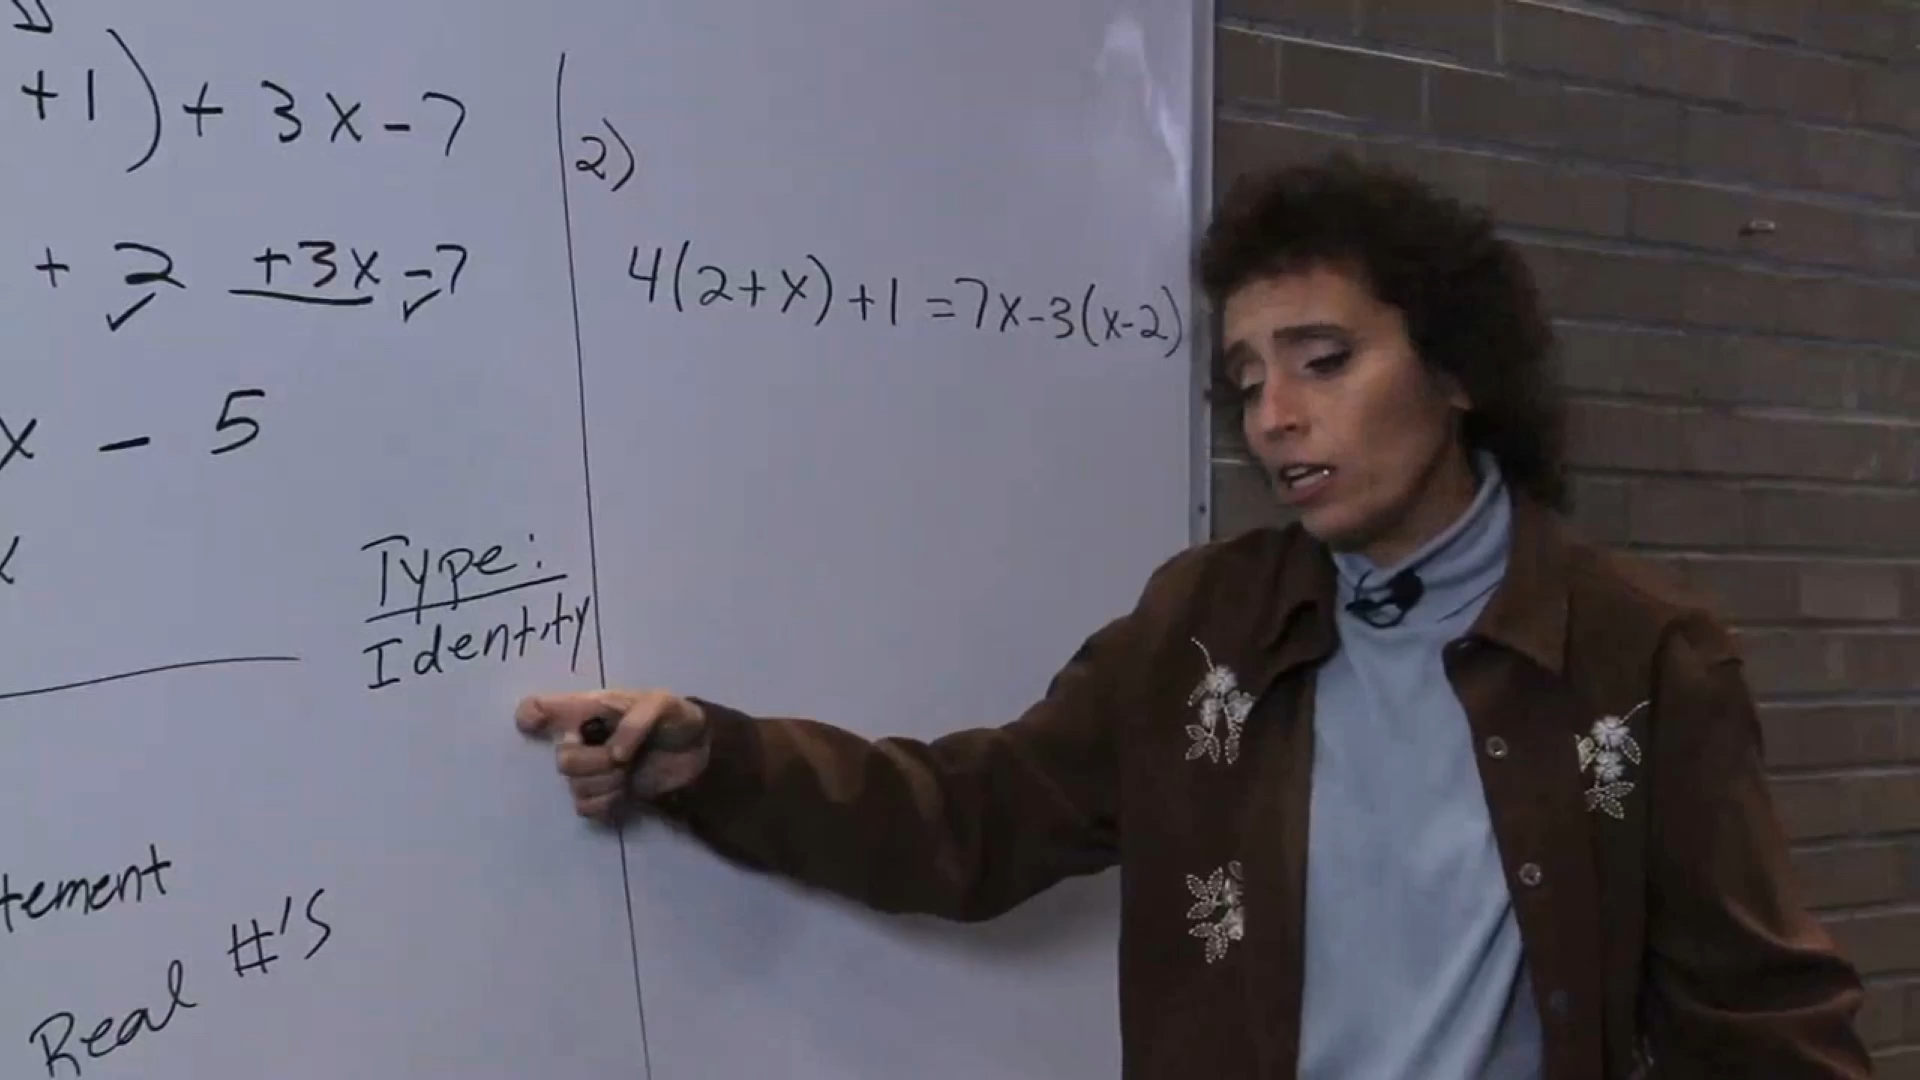 +1) + 3x - 7
+ 2 +3x - 7
x - 5
Type:
Identity
tement
Real #'s
2)
4(2+x) +1 = 7x-3(x-2)